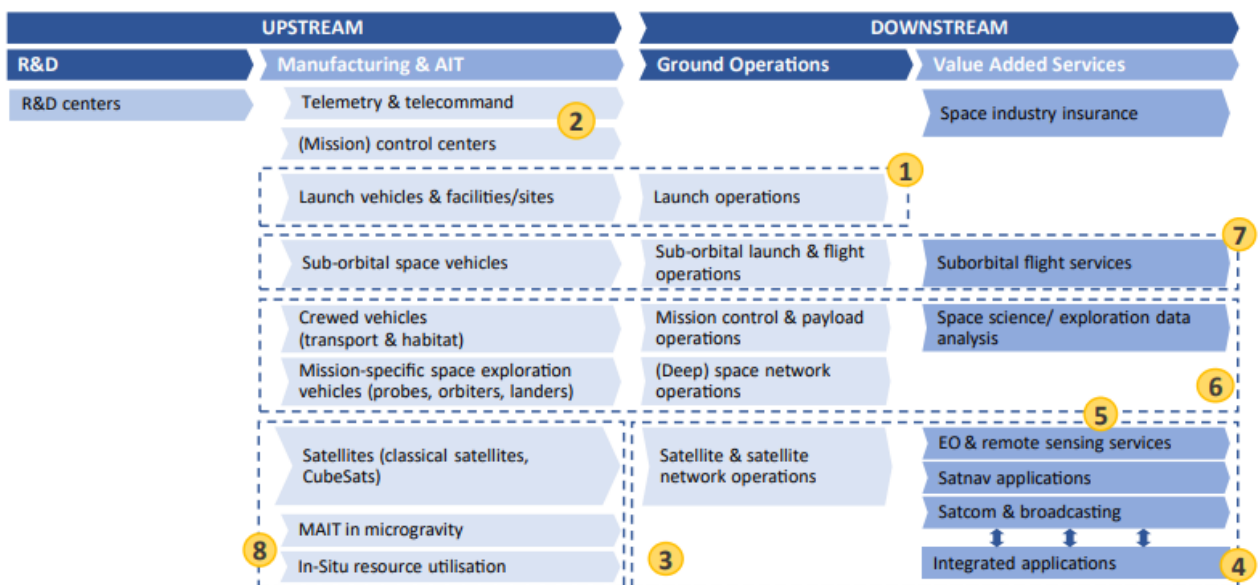 UPSTREAM
DOWNSTREAM
R&D
Manufacturing & AIT
Ground Operations
Value Added Services
R&D centers
Telemetry & telecommand
2
(Mission) control centers
Space industry insurance
1
Launch vehicles & facilities/sites
Launch operations
7
Sub-orbital space vehicles
Sub-orbital launch & flight
operations
Suborbital flight services
Crewed vehicles
(transport & habitat)
Mission control & payload
operations
Space science/ exploration data
analysis
Mission-specific space exploration
vehicles (probes, orbiters, landers)
(Deep) space network
operations
6
5
Satellites (classical satellites,
CubeSats)
Satellite & satellite
network operations
EO & remote sensing services
Satnav applications
Satcom & broadcasting
MAIT in microgravity
8
In-Situ resource utilisation
3
Integrated applications
4